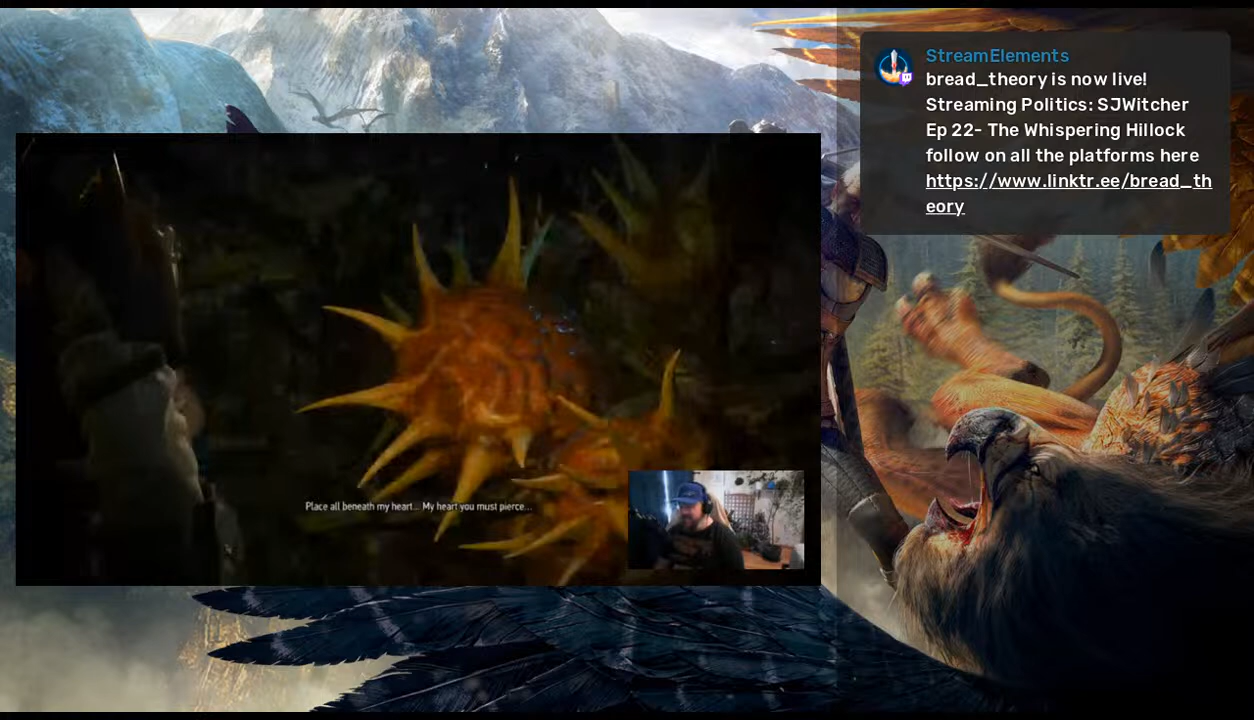 StreamElements
bread_theory is now live!
Streaming Politics: SJWitcher
Ep 22- The Whispering Hillock
follow on all the platforms here
https://www.linktr.ee/bread_th
eory
Place all beneath my heart... My heart you must pierce...